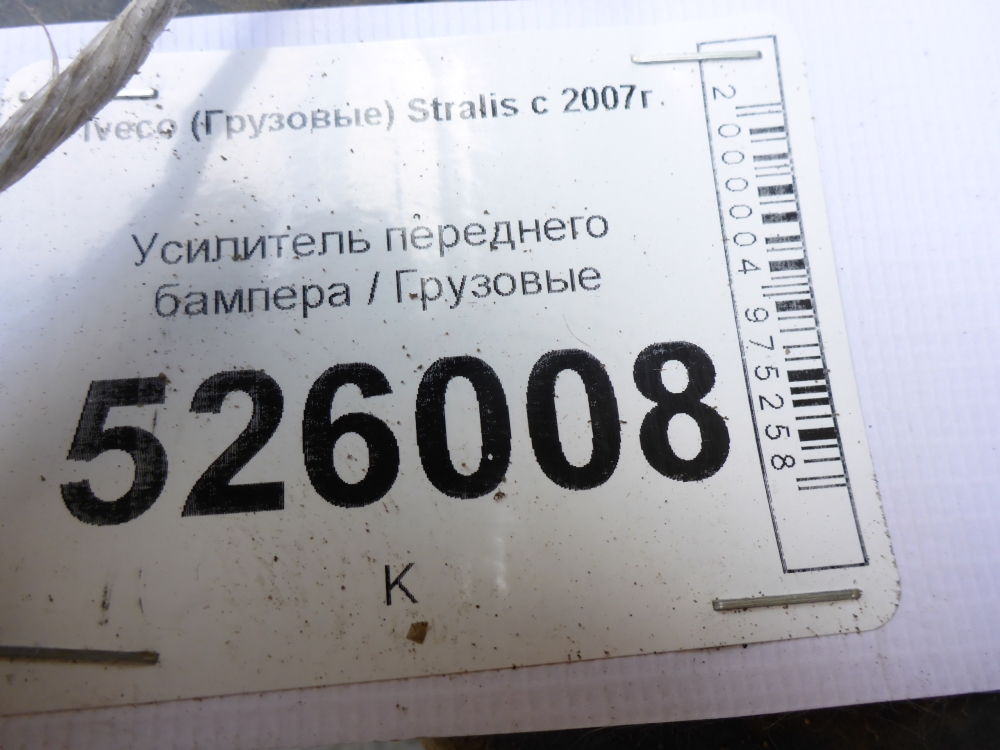 Iveco (Грузовые) Stralis с 2007г.
Усилитель переднего
бампера / Грузовые
526008
К
2000004975258